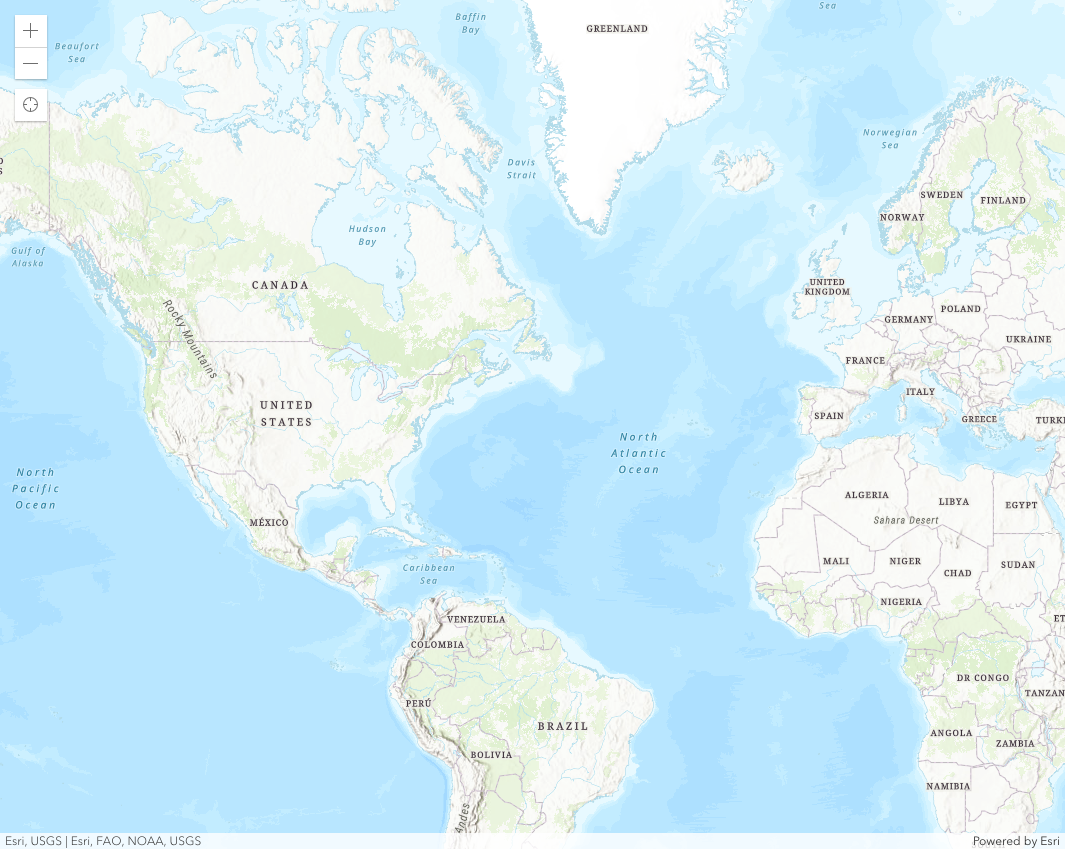 Sea
Baffin
Bay
GREENLAND
Beaufort
Sea
Norwegian
Sea
Davis
Strait
SWEDEN
FINLAND
NORWAY
Hudson
Bay
Gulf of
Alaska
CANADA
UNITED
KINGDOM
Rocky Mountains
POLAND
GERMANY
UKRAINE
FRANCE
ITALY
UNITED
STATES
SPAIN
GREECE
TURK
North
Atlantic
Ocean
North
Pacific
Ocean
ALGERIA
LIBYA
EGYPT
Sahara Desert
MÉXICO
MALI
NIGER
CHAD
SUDAN
Caribbean
Sea
NIGERIA
VENEZUELA
ET
COLOMBIA
DR CONGO
TANZAN
PERÚ
BRAZIL
ANGOLA
ZAMBIA
BOLIVIA
NAMIBIA
Andes
Esri, USGS | Esri, FAO, NOAA, USGS
Powered by Esri